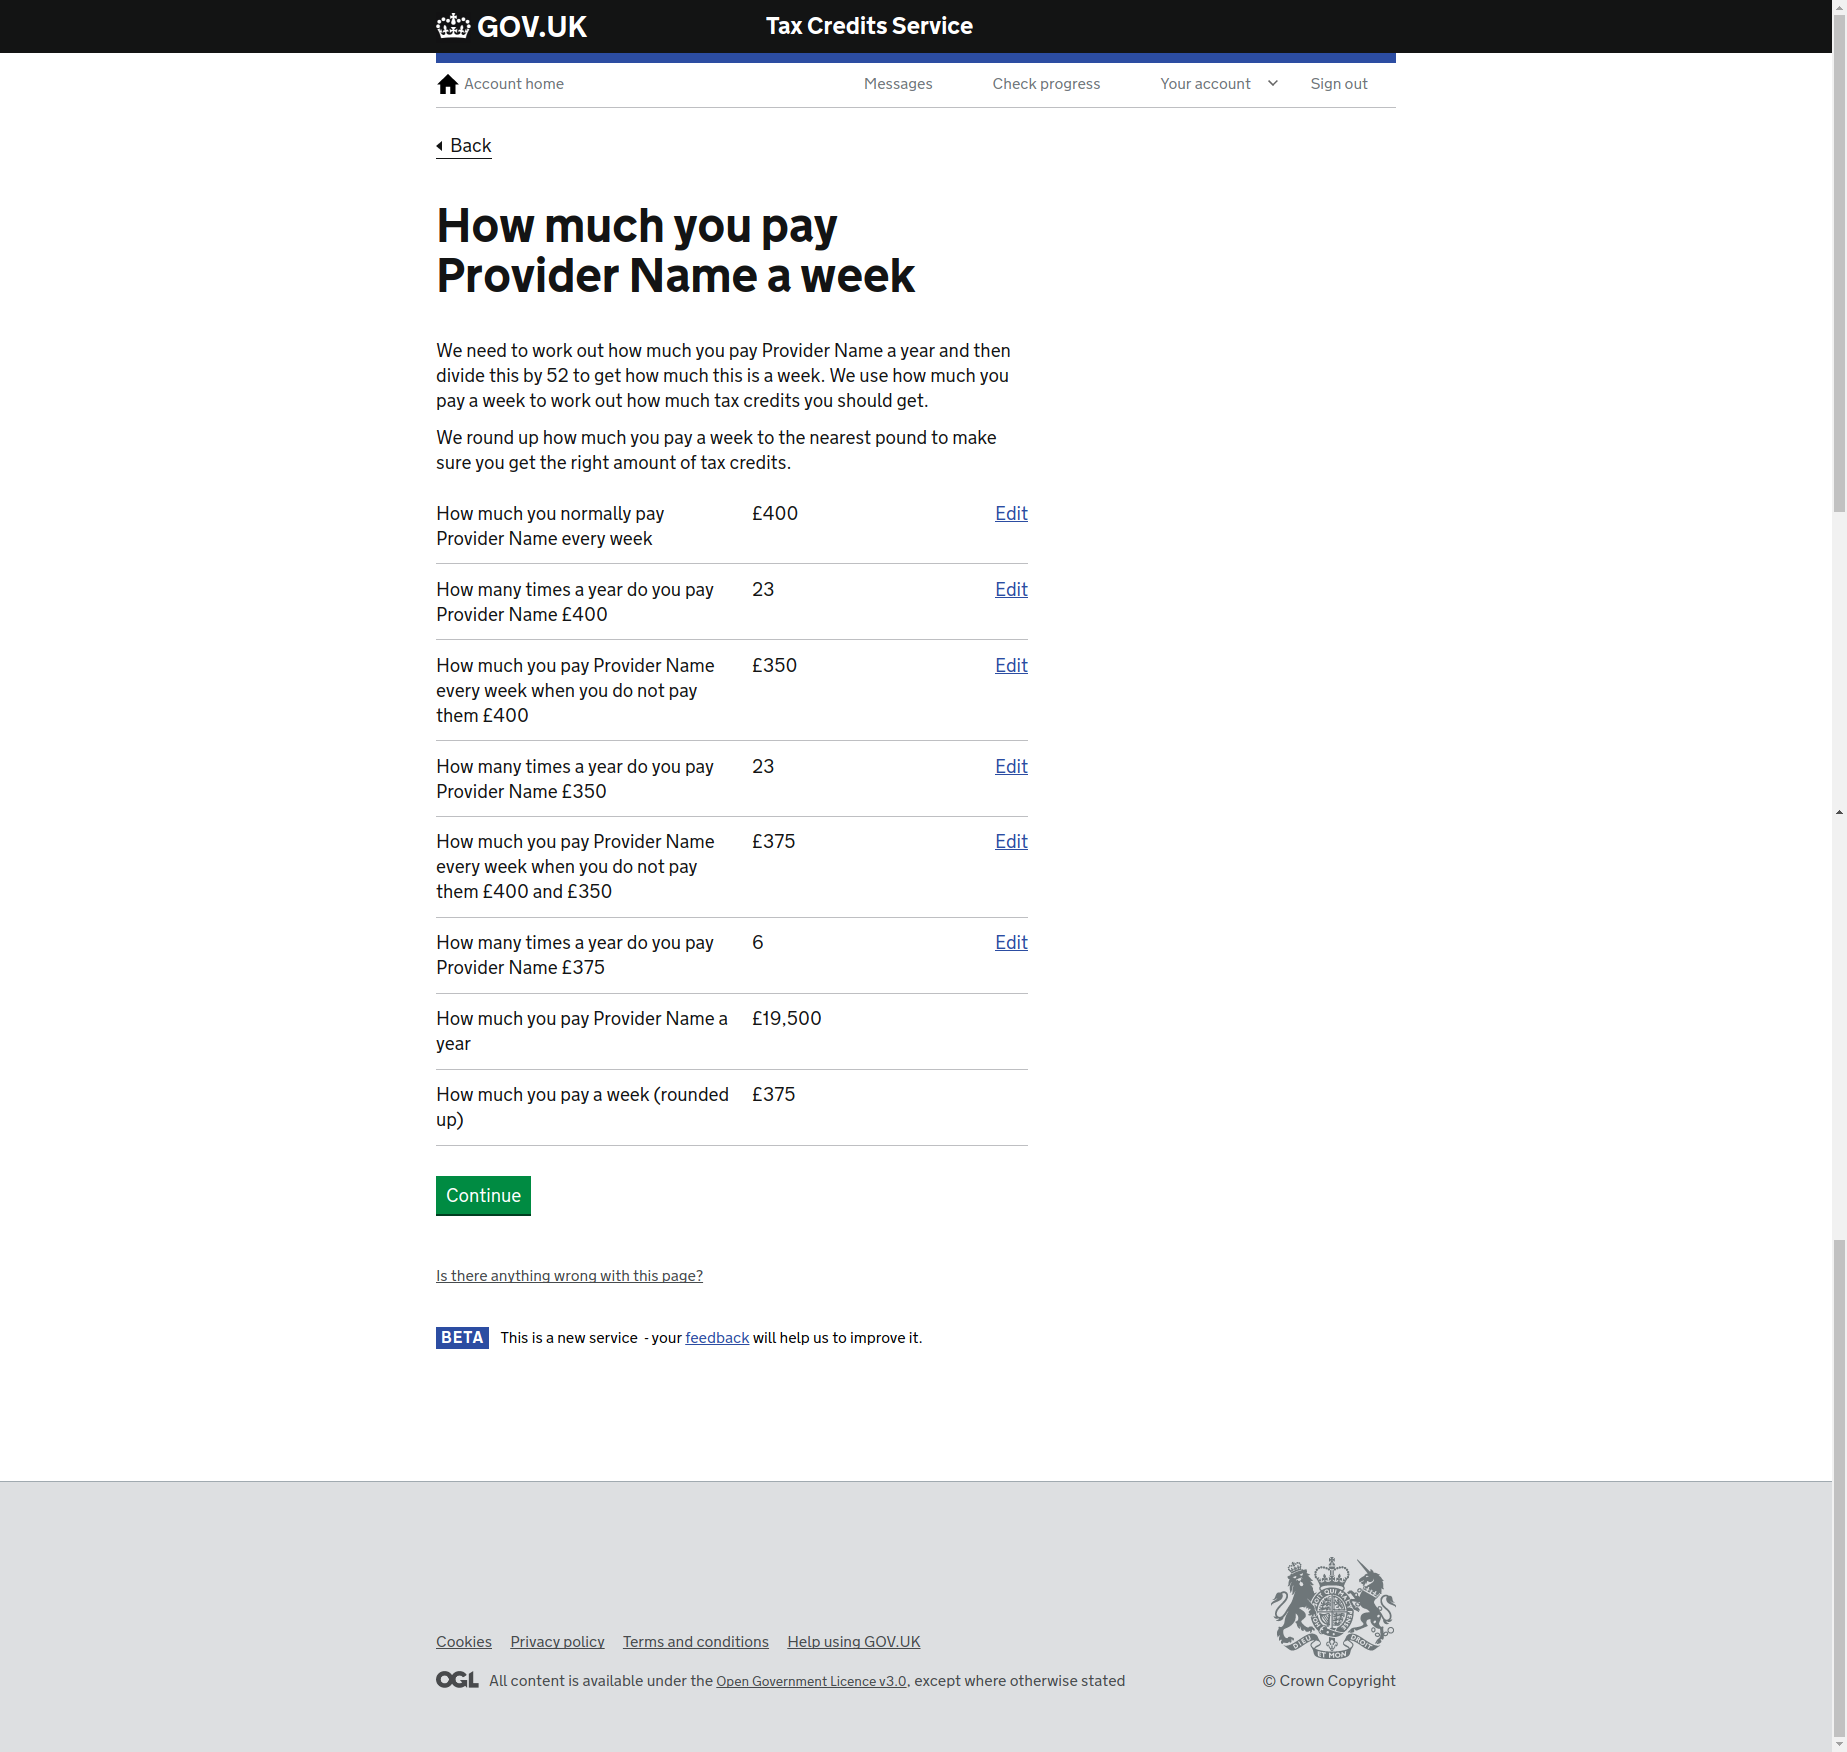 GOV.UK
Tax Credits Service
Account home
Messages
Check progress
Your account
Sign out
Back
How much you pay
Provider Name a week
We need to work out how much you pay Provider Name a year and then
divide this by 52 to get how much this is a week. We use how much you
pay a week to work out how much tax credits you should get.
We round up how much you pay a week to the nearest pound to make
sure you get the right amount of tax credits.
How much you normally pay £400 Edit
Provider Name every week
How many times a year do you pay 23 Edit
Provider Name £400
How much you pay Provider Name £350 Edit
every week when you do not pay
them £400
How many times a year do you pay 23 Edit
Provider Name £350
How much you pay Provider Name £375 Edit
every week when you do not pay
them £400 and £350
How many times a year do you pay 6 Edit
Provider Name £375
How much you pay Provider Name a £19,500
year
How much you pay a week (rounded £375
up)
Continue
Is there anything wrong with this page?
BETA This is a new service - your feedback will help us to improve it.
Cookies Privacy policy Terms and conditions Help using GOV.UK
OGL All content is available under the Open Government Licence v3.0, except where otherwise stated
DIEU ET MON DROIT
© Crown Copyright